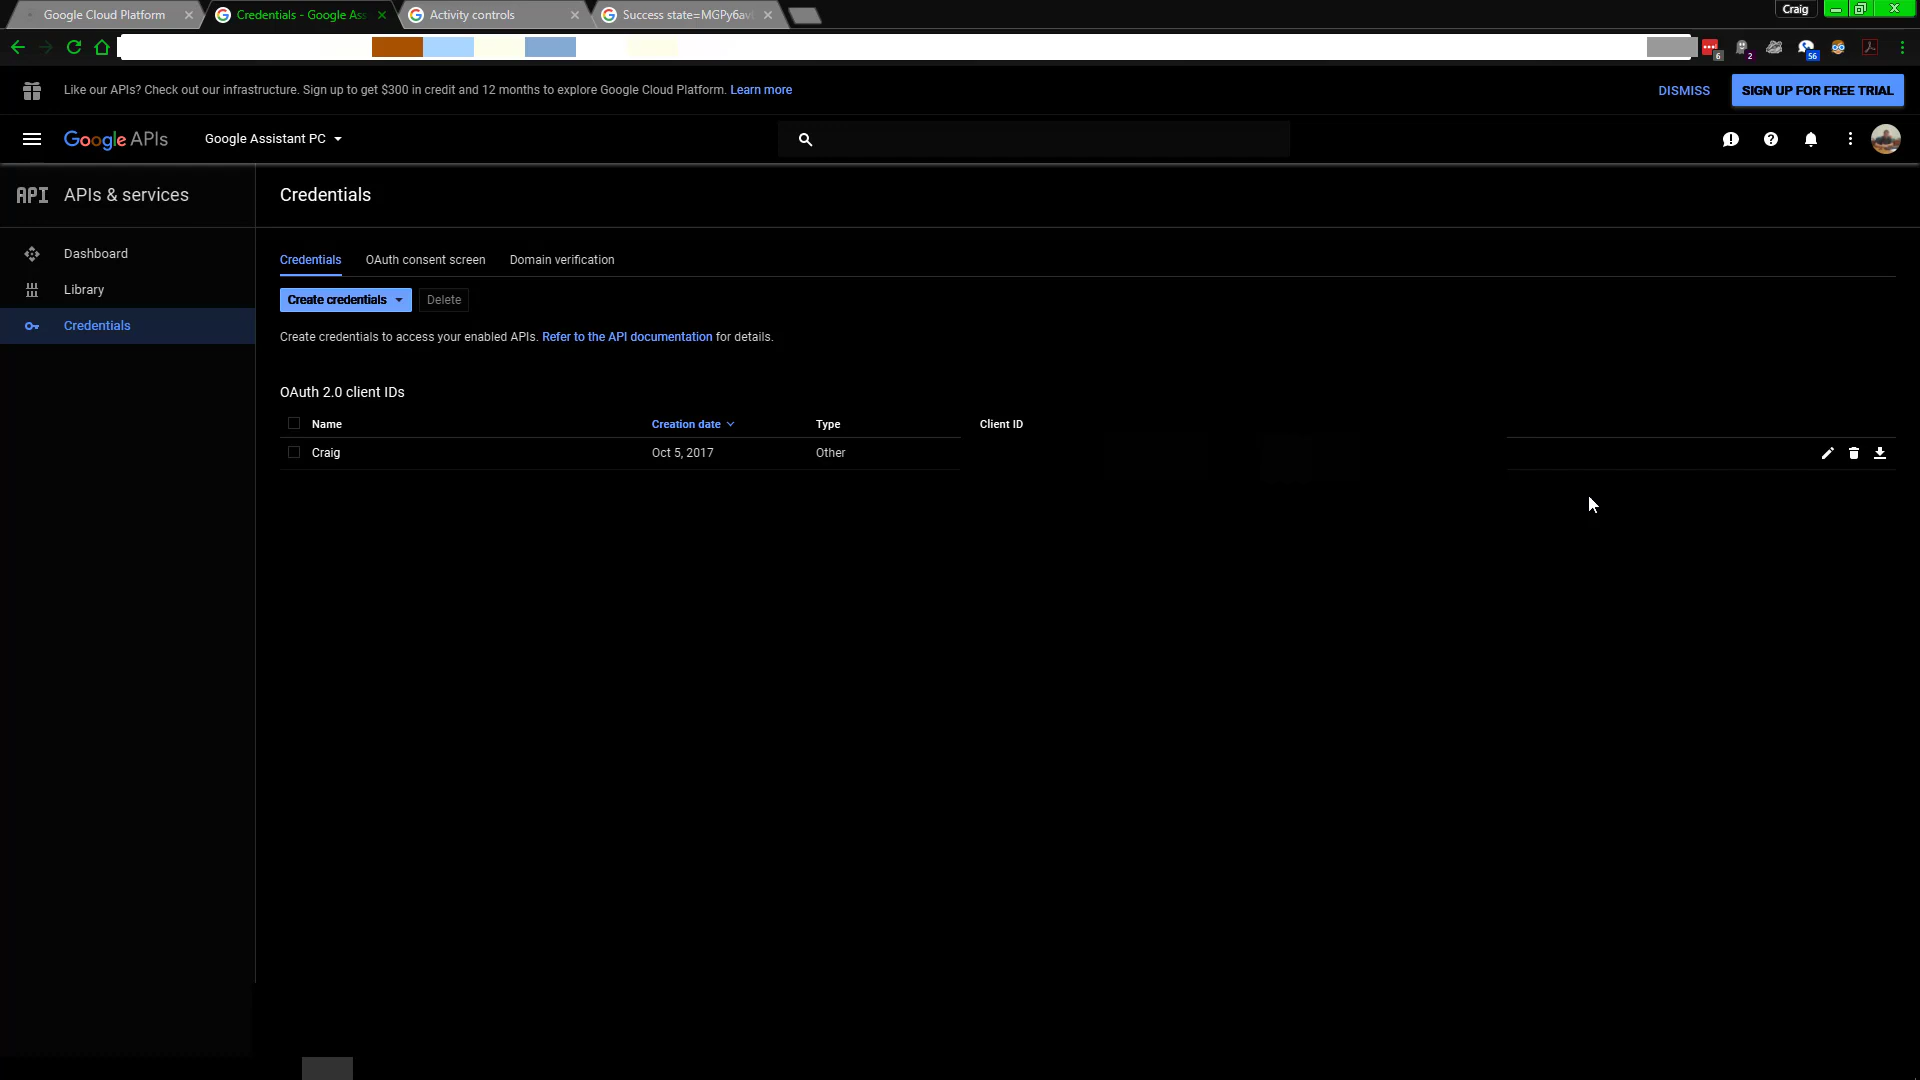 Google Cloud Platform
Credentials - Google Ass
Activity controls
Success state=MGPy6av
Craig
6
2
56
Like our APIs? Check out our infrastructure. Sign up to get $300 in credit and 12 months to explore Google Cloud Platform. Learn more
DISMISS
SIGN UP FOR FREE TRIAL
Google APIs
Google Assistant PC
API APIs & services
Credentials
Dashboard
Library
Credentials
Credentials
OAuth consent screen
Domain verification
Create credentials
Delete
Create credentials to access your enabled APIs. Refer to the API documentation for details.
OAuth 2.0 client IDs
Name
Creation date
Type
Client ID
Craig
Oct 5, 2017
Other